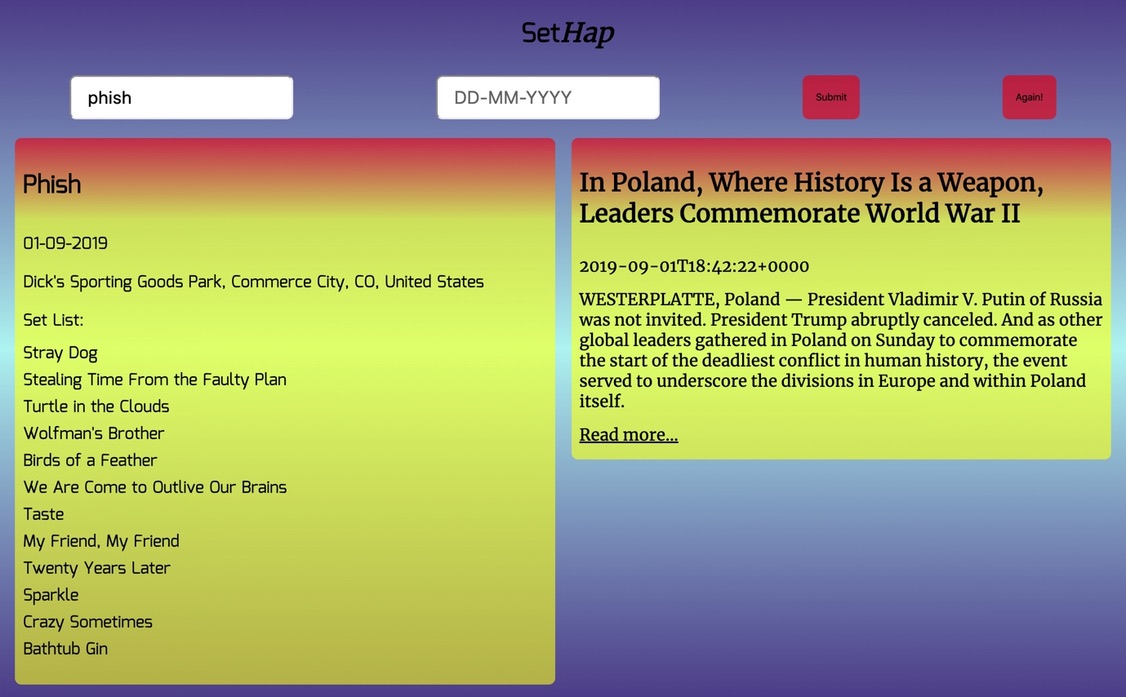 SetHap
phish
DD-MM-YYYY
Submit
Again!
Phish
01-09-2019
Dick's Sporting Goods Park, Commerce City, CO, United States
Set List:
Stray Dog
Stealing Time From the Faulty Plan
Turtle in the Clouds
Wolfman's Brother
Birds of a Feather
We Are Come to Outlive Our Brains
Taste
My Friend, My Friend
Twenty Years Later
Sparkle
Crazy Sometimes
Bathtub Gin
In Poland, Where History Is a Weapon,
Leaders Commemorate World War II
2019-09-01T18:42:22+0000
WESTERPLATTE, Poland — President Vladimir V. Putin of Russia
was not invited. President Trump abruptly canceled. And as other
global leaders gathered in Poland on Sunday to commemorate
the start of the deadliest conflict in human history, the event
served to underscore the divisions in Europe and within Poland
itself.
Read more...